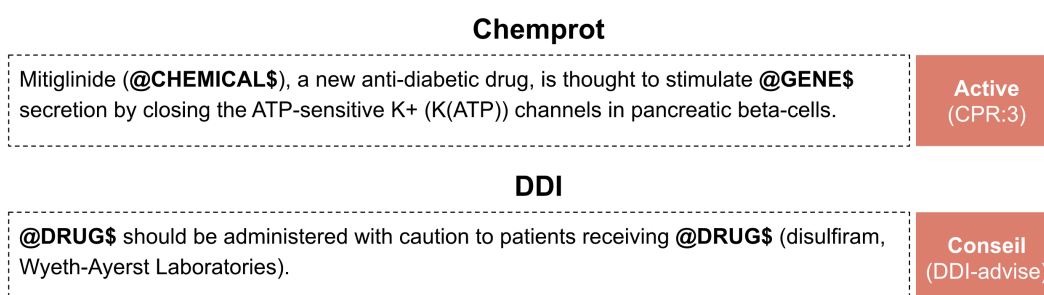 Chemprot
Mitiglinide (@CHEMICAL$), a new anti-diabetic drug, is thought to stimulate @GENE$
secretion by closing the ATP-sensitive K+ (K(ATP)) channels in pancreatic beta-cells.
Active
(CPR:3)
DDI
@DRUG$ should be administered with caution to patients receiving @DRUG$ (disulfiram,
Wyeth-Ayerst Laboratories).
Conseil
(DDI-advise)